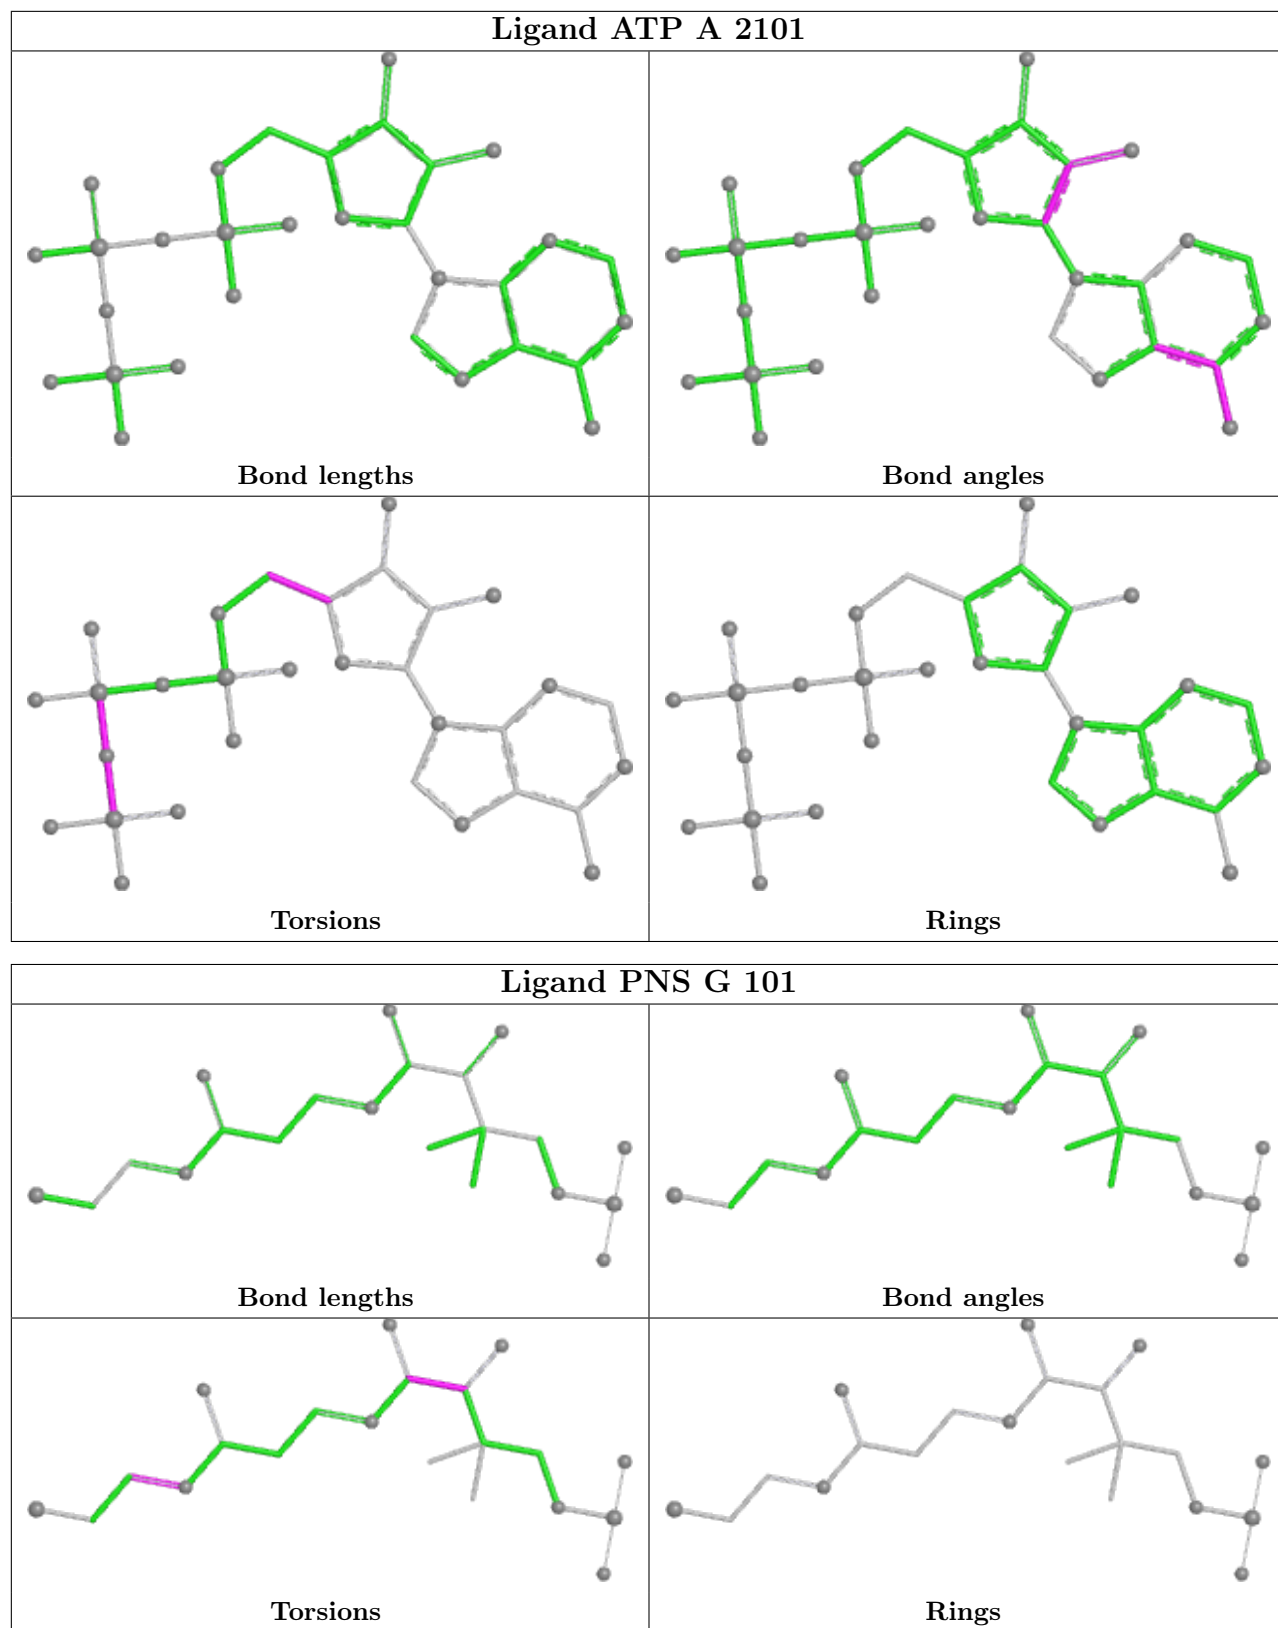 Ligand ATP A 2101
Bond lengths
Bond angles
Torsions
Rings
Ligand PNS G 101
Bond lengths
Bond angles
Torsions
Rings